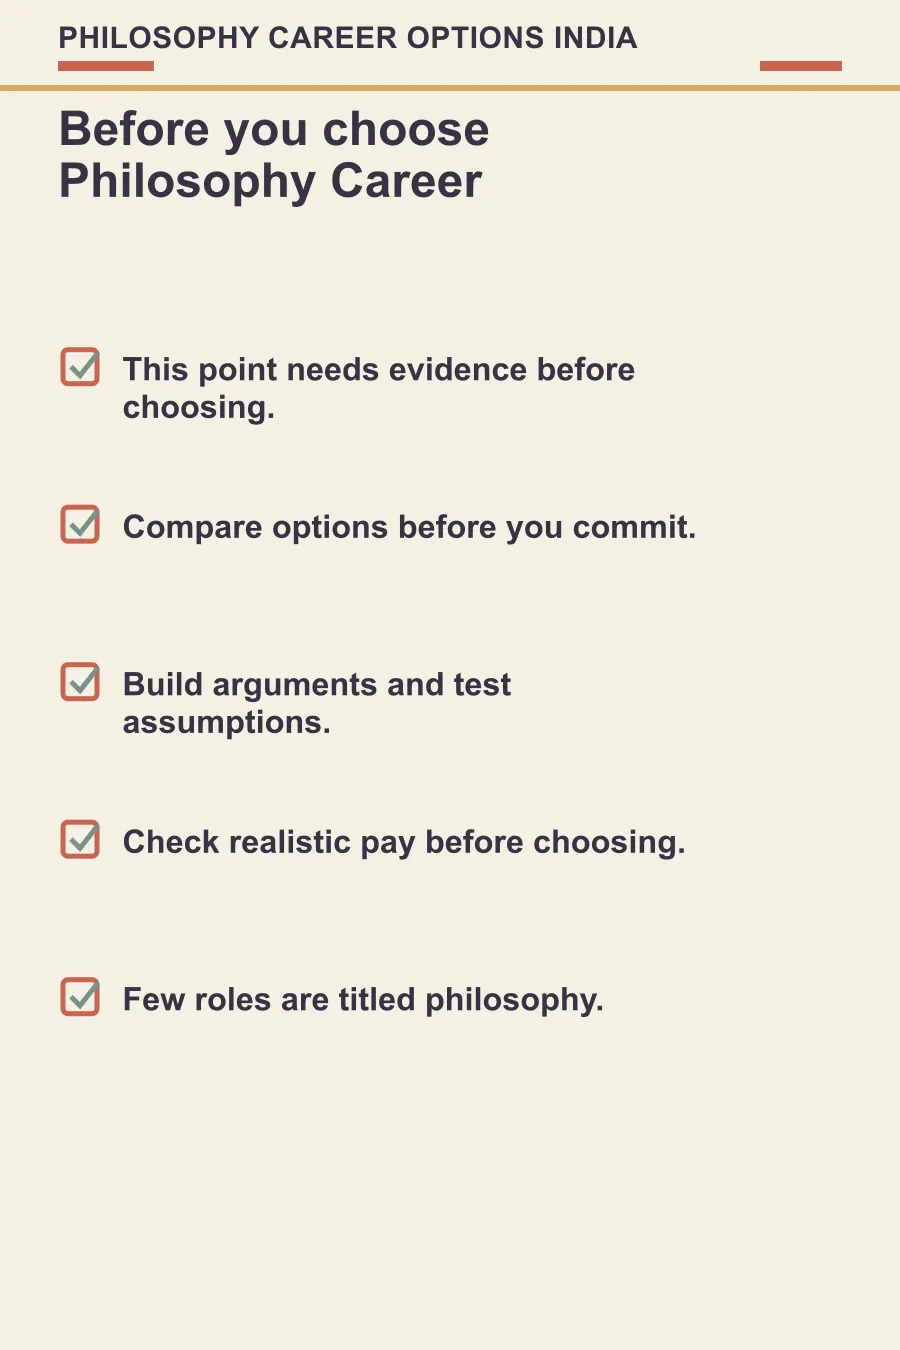 PHILOSOPHY CAREER OPTIONS INDIA
Before you choose
Philosophy Career
This point needs evidence before
choosing.
Compare options before you commit.
Build arguments and test
assumptions.
Check realistic pay before choosing.
Few roles are titled philosophy.